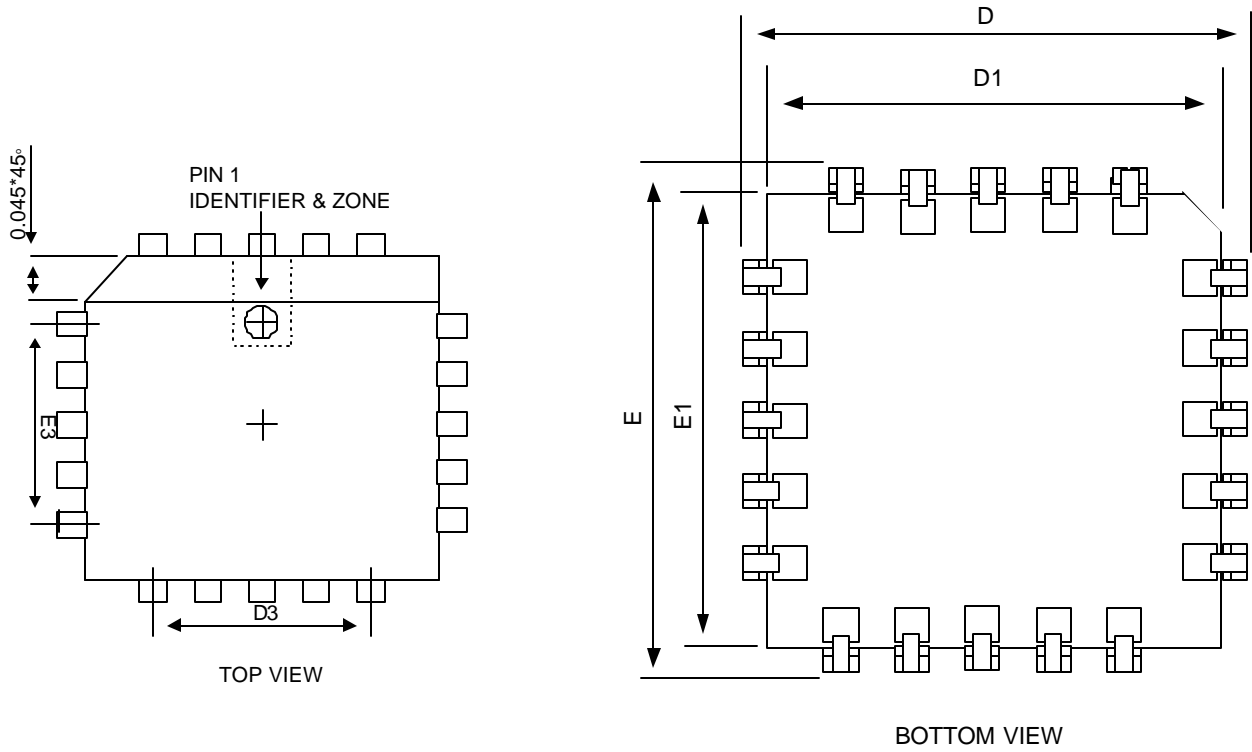 0.045*45°
PIN 1
IDENTIFIER & ZONE
E3
D3
TOP VIEW
D
D1
E
E1
BOTTOM VIEW